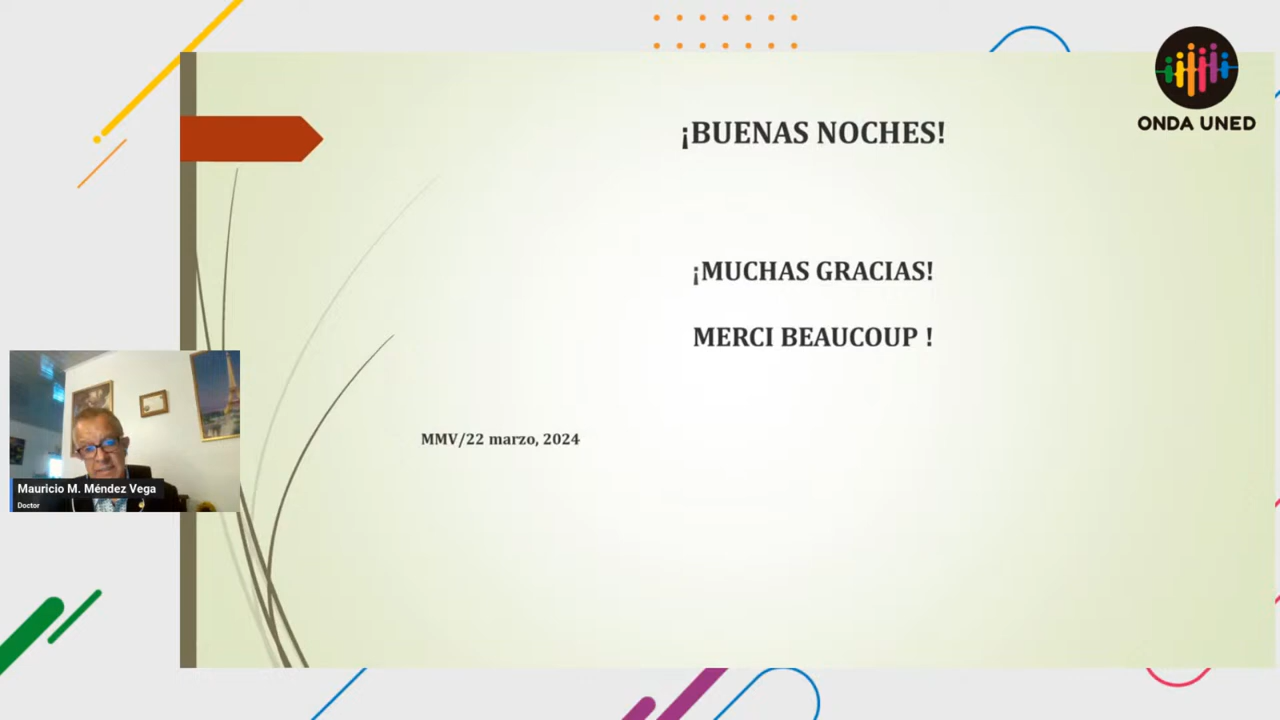 ONDA UNED
¡BUENAS NOCHES!
¡MUCHAS GRACIAS!
MERCI BEAUCOUP !
MMV/22 marzo, 2024
Mauricio M. Méndez Vega
Doctor